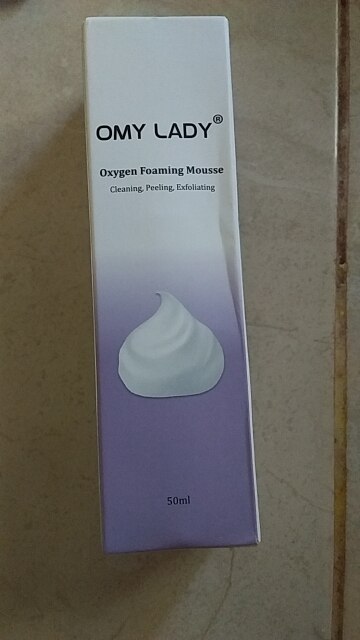 OMY LADY®
Oxygen Foaming Mousse
Cleaning, Peeling, Exfoliating
50ml